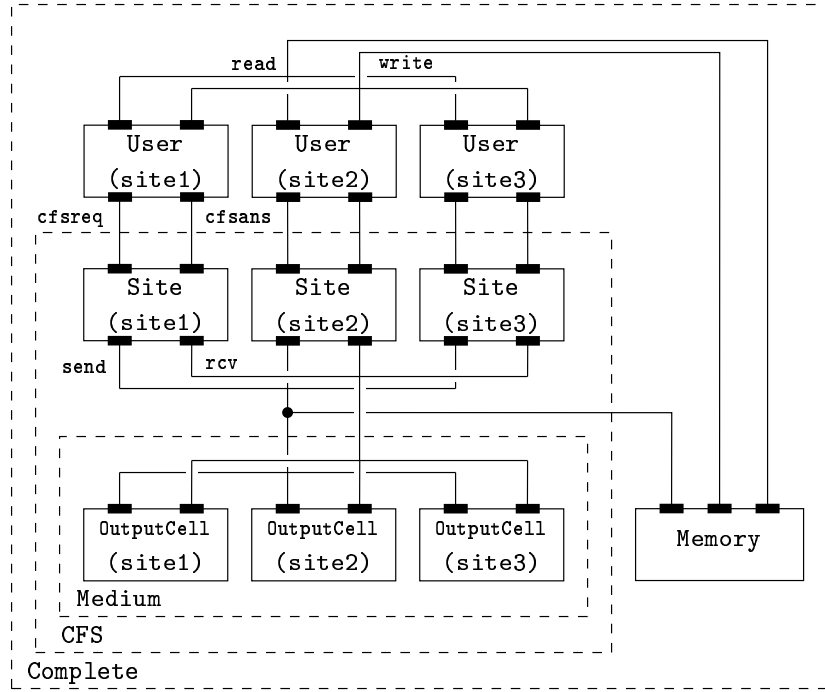 read
write
User
(site1)
User
(site2)
User
(site3)
cfsreq
cfsans
Site
(site1)
Site
(site2)
Site
(site3)
send
rcv
OutputCell
(site1)
OutputCell
(site2)
OutputCell
(site3)
Memory
Medium
CFS
Complete